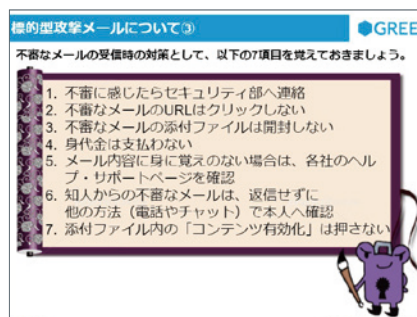 標的型攻撃メールについて③
GREE
不審なメールの受信時の対策として、以下の7項目を覚えておきましょう。
1. 不審に感じたらセキュリティ部へ連絡
2. 不審なメールのURLはクリックしない
3. 不審なメールの添付ファイルは開封しない
4. 身代金は支払わない
5. メール内容に身に覚えのない場合は、各社のヘル
プ・サポートページを確認
6. 知人からの不審なメールは、返信せずに
他の方法（電話やチャット）で本人へ確認
7. 添付ファイル内の「コンテンツ有効化」は押さない